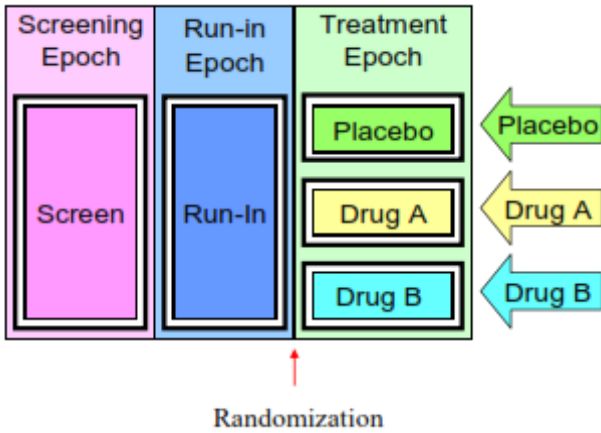 Screening Epoch
Run-in Epoch
Treatment Epoch
Screen
Run-In
Placebo
Drug A
Drug B
Placebo
Drug A
Drug B
Randomization